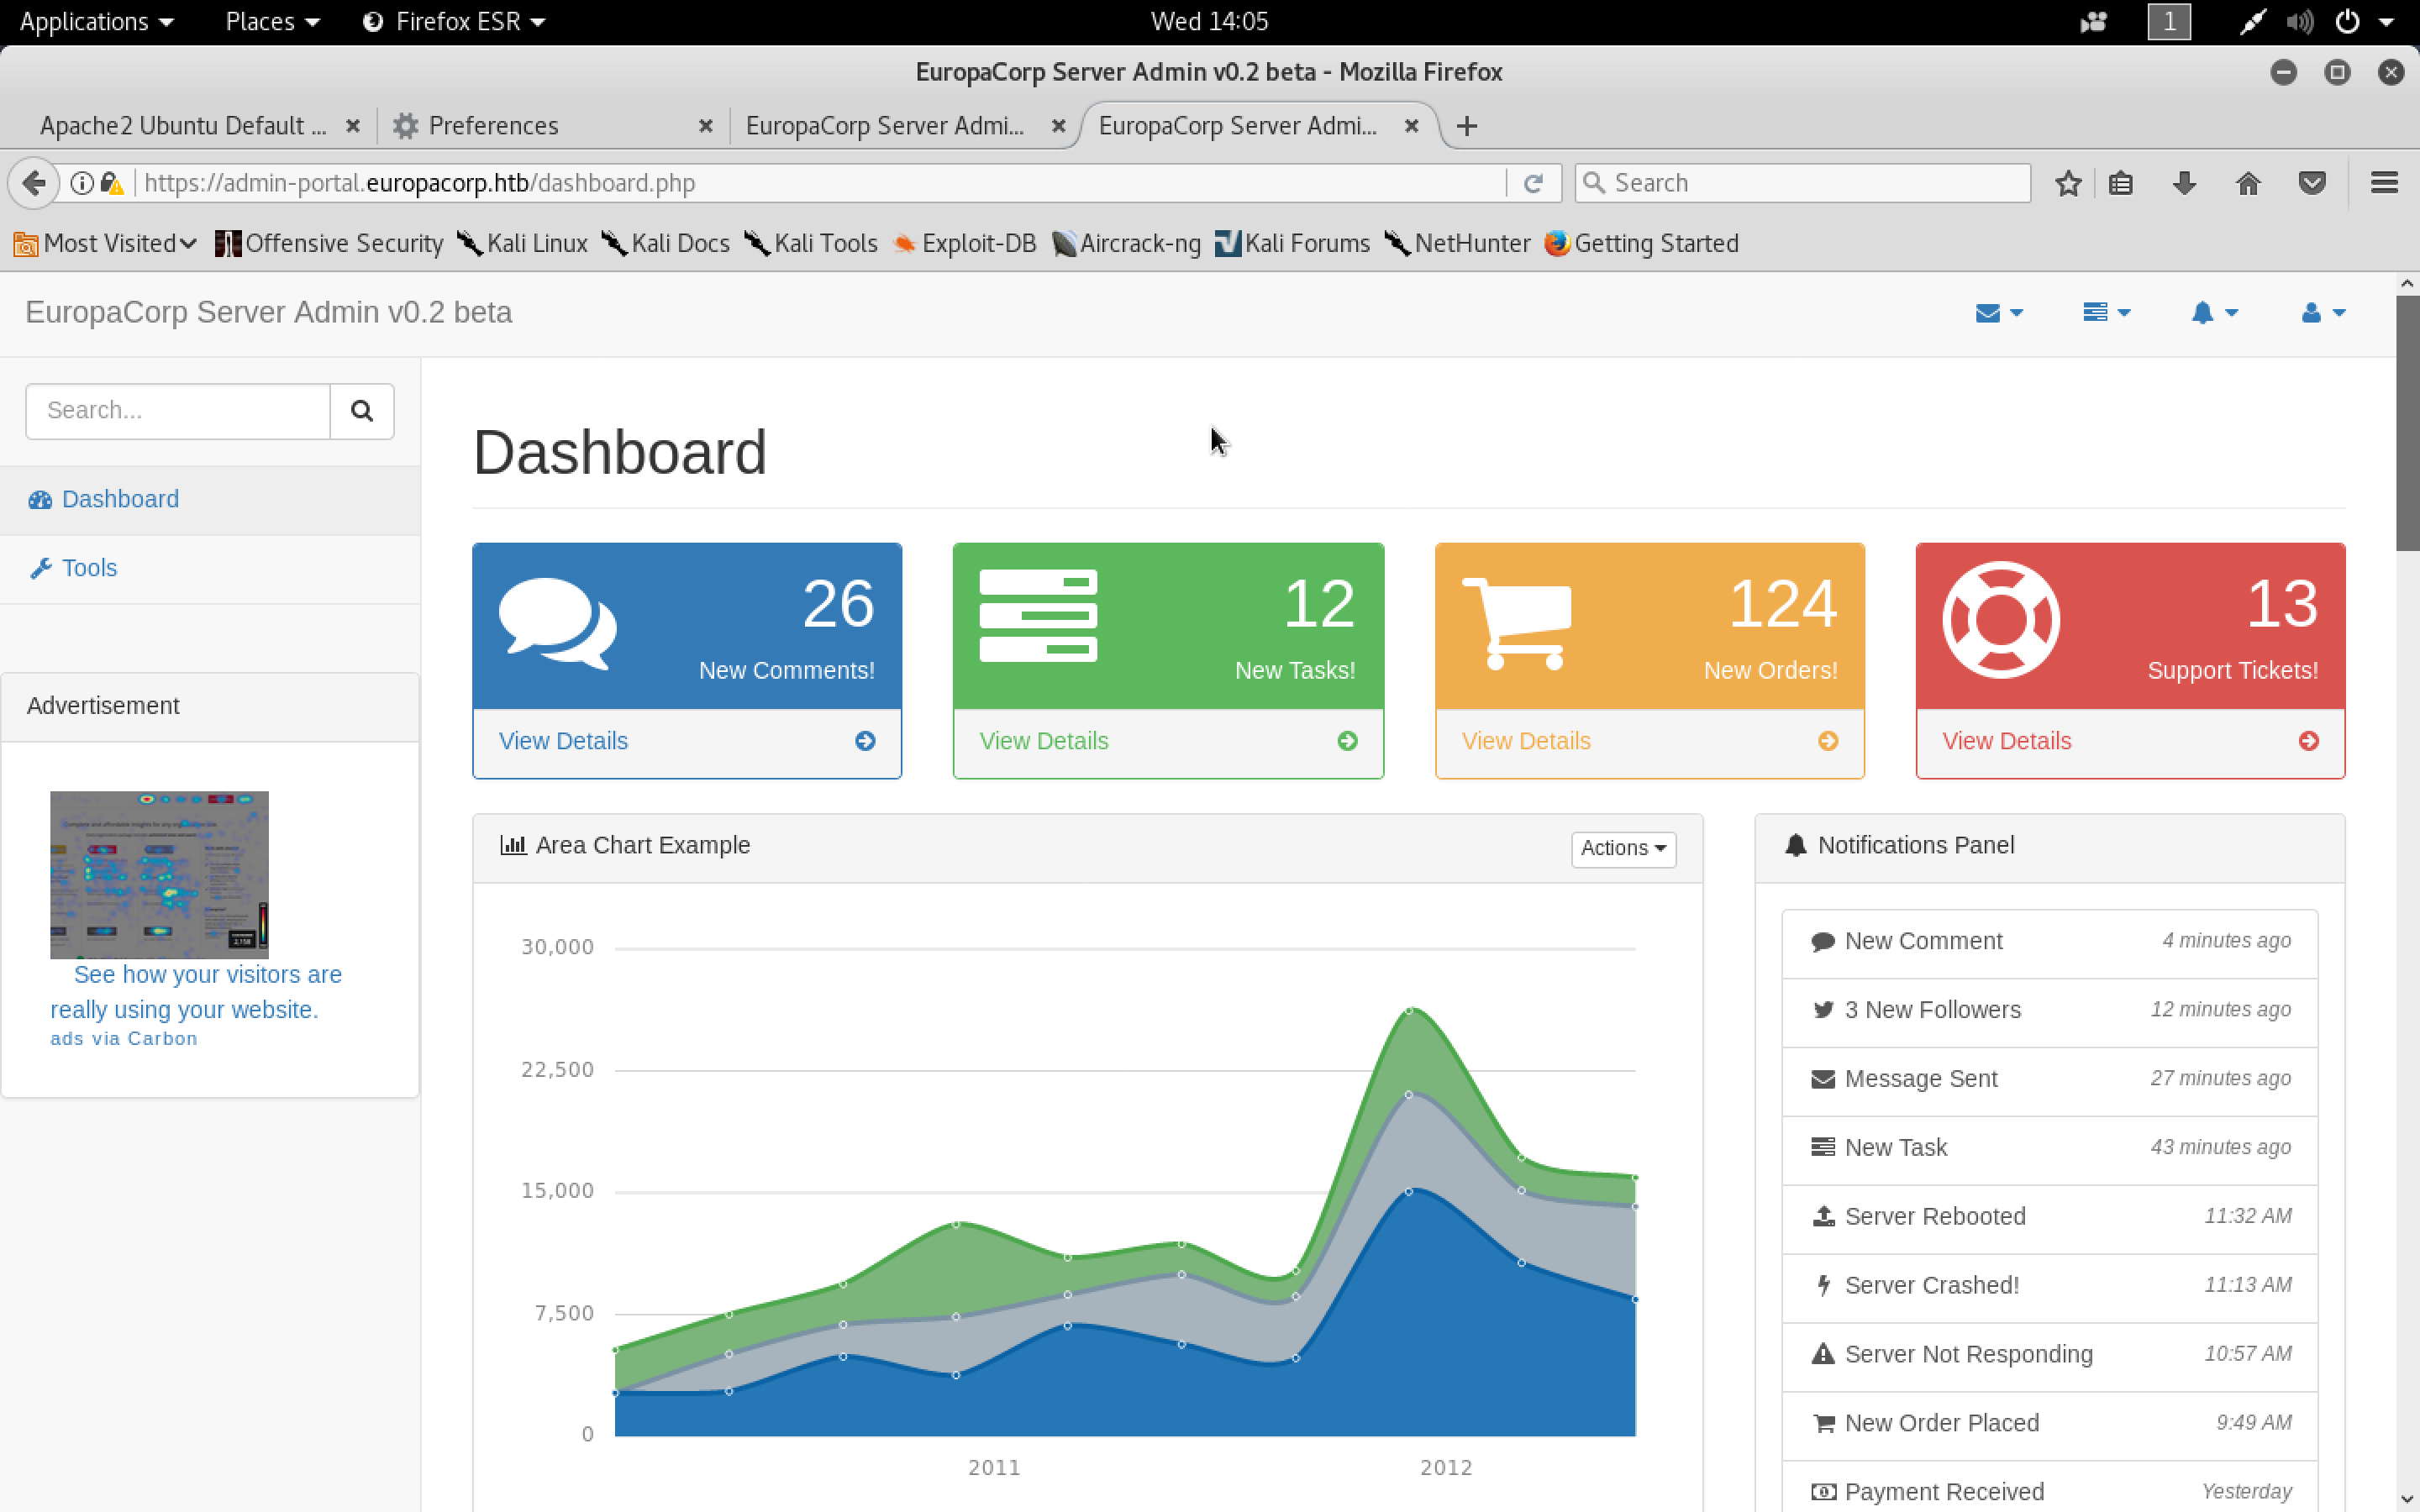 Applications Places Firefox ESR Wed 14:05 1
EuropaCorp Server Admin v0.2 beta - Mozilla Firefox
Apache2 Ubuntu Default ... Preferences EuropaCorp Server Admi... EuropaCorp Server Admi...
https://admin-portal.europacorp.htb/dashboard.php Search
Most Visited Offensive Security Kali Linux Kali Docs Kali Tools Exploit-DB Aircrack-ng Kali Forums NetHunter Getting Started
EuropaCorp Server Admin v0.2 beta
Search...
Dashboard
Tools
Advertisement
See how your visitors are
really using your website.
ads via Carbon
Dashboard
26
New Comments!
View Details
12
New Tasks!
View Details
124
New Orders!
View Details
13
Support Tickets!
View Details
Area Chart Example Actions
30,000
22,500
15,000
7,500
0
2011 2012
Notifications Panel
New Comment 4 minutes ago
3 New Followers 12 minutes ago
Message Sent 27 minutes ago
New Task 43 minutes ago
Server Rebooted 11:32 AM
Server Crashed! 11:13 AM
Server Not Responding 10:57 AM
New Order Placed 9:49 AM
Payment Received Yesterday